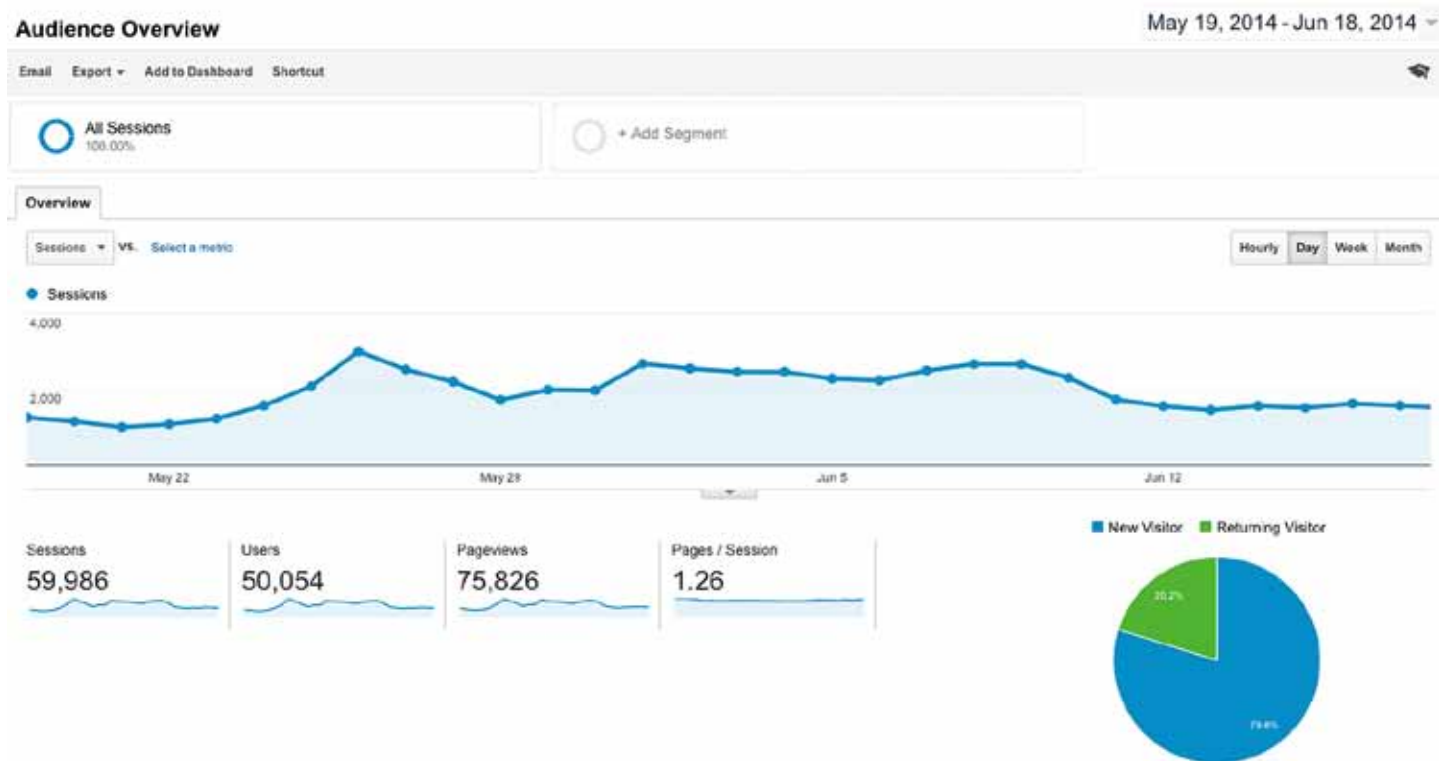 Audience Overview
May 19, 2014 - Jun 18, 2014
Email Export Add to Dashboard Shortcut
All Sessions
100.00%
+ Add Segment
Overview
Sessions vs. Select a metric
Hourly Day Week Month
Sessions
4,000
2,000
May 22 May 29 Jun 5 Jun 12
New Visitor Returning Visitor
Sessions Users Pageviews Pages / Session
59,986 50,054 75,826 1.26
20.2%
79.8%